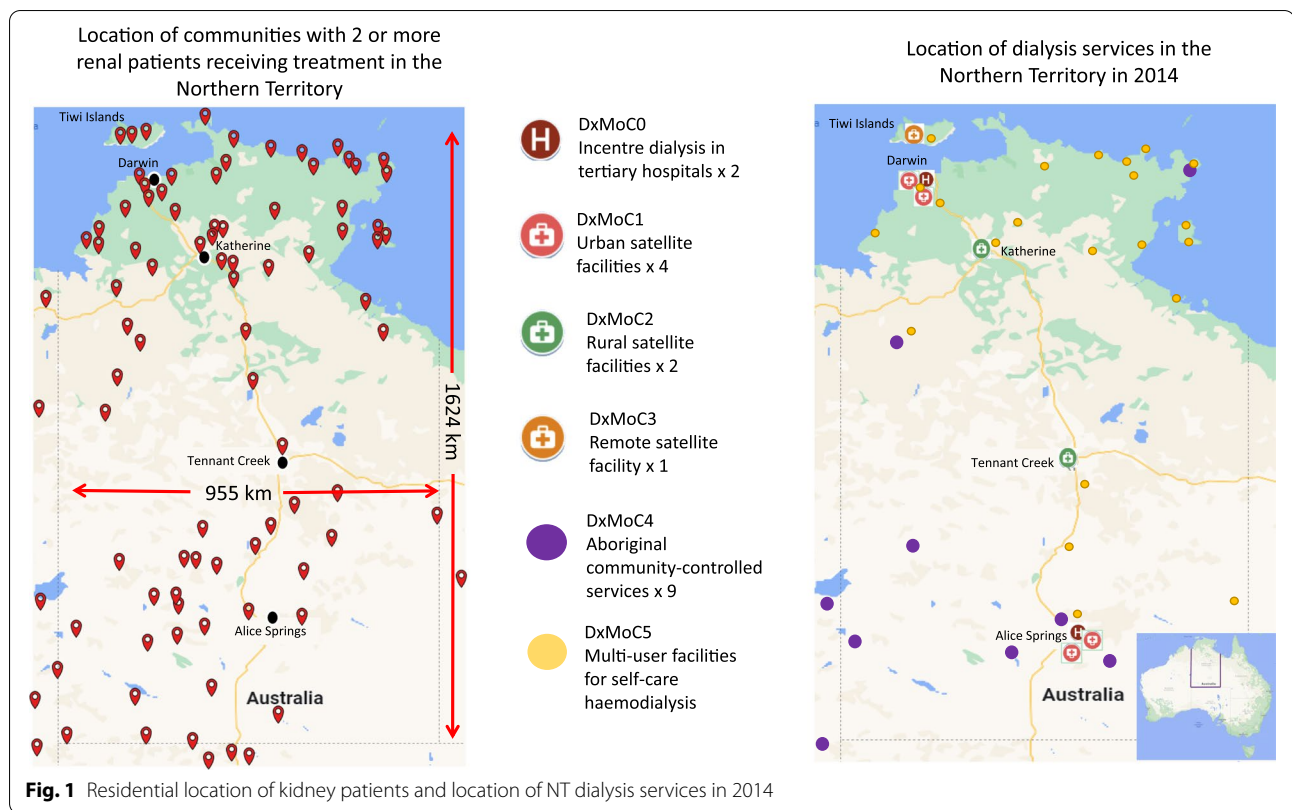 Location of communities with 2 or more
renal patients receiving treatment in the
Northern Territory
Tiwi Islands
Darwin
Katherine
Tennant Creek
955 km
1624 km
Alice Springs
Australia
H
DxMoC0
Incentre dialysis in
tertiary hospitals x 2
DxMoC1
Urban satellite
facilities x 4
DxMoC2
Rural satellite
facilities x 2
DxMoC3
Remote satellite
facility x 1
DxMoC4
Aboriginal
community-controlled
services x 9
DxMoC5
Multi-user facilities
for self-care
haemodialysis
Location of dialysis services in the
Northern Territory in 2014
Tiwi Islands
Darwin
H
Katherine
Tennant Creek
Alice Springs
H
Australia
Australia
Fig. 1 Residential location of kidney patients and location of NT dialysis services in 2014